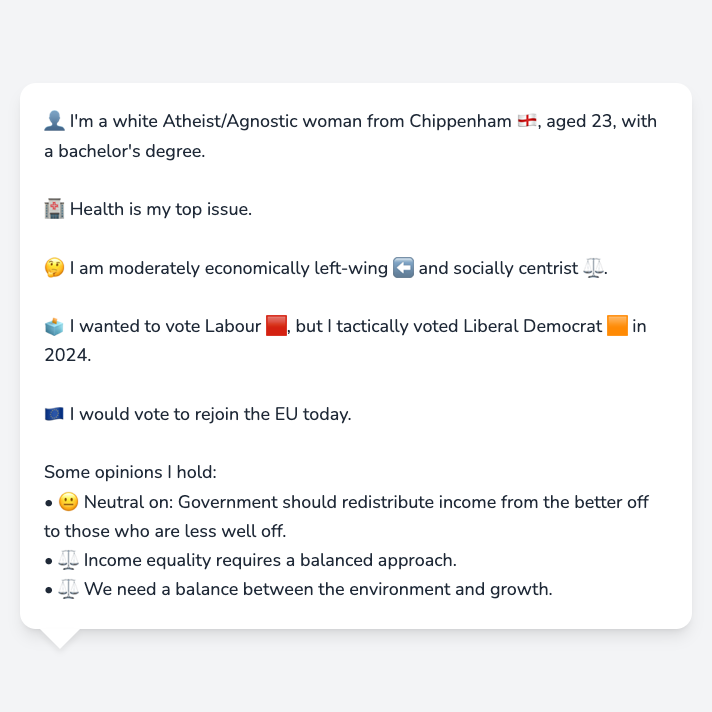 👤 I'm a white Atheist/Agnostic woman from Chippenham 🏴󠁧󠁢󠁥󠁮󠁧󠁿, aged 23, with
a bachelor's degree.
🏥 Health is my top issue.
🤔 I am moderately economically left-wing ⬅️ and socially centrist ⚖️.
🗳️ I wanted to vote Labour 🟥, but I tactically voted Liberal Democrat 🟧 in
2024.
🇪🇺 I would vote to rejoin the EU today.
Some opinions I hold:
• 😐 Neutral on: Government should redistribute income from the better off
to those who are less well off.
• ⚖️ Income equality requires a balanced approach.
• ⚖️ We need a balance between the environment and growth.